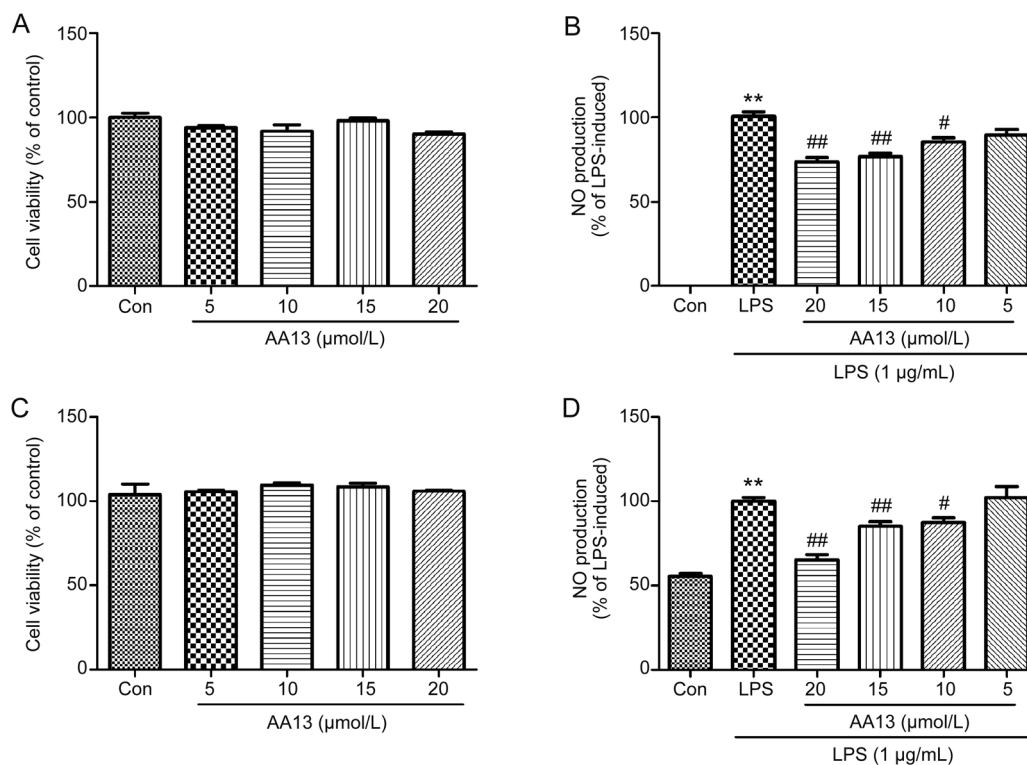 A
Cell viability (% of control)
150
100
50
0
Con
5
10
15
20
AA13 (µmol/L)
B
NO production
(% of LPS-induced)
150
100
50
0
**
##
##
#
Con
LPS
20
15
10
5
AA13 (µmol/L)
LPS (1 µg/mL)
C
Cell viability (% of control)
150
100
50
0
Con
5
10
15
20
AA13 (µmol/L)
D
NO production
(% of LPS-induced)
150
100
50
0
**
##
##
#
Con
LPS
20
15
10
5
AA13 (µmol/L)
LPS (1 µg/mL)